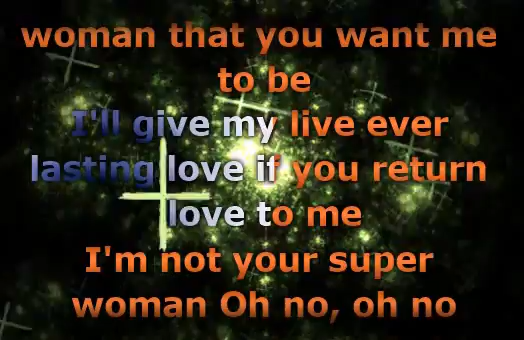 woman that you want me
to be
I'll give my live ever
lasting love if you return
love to me
I'm not your super
woman Oh no, oh no